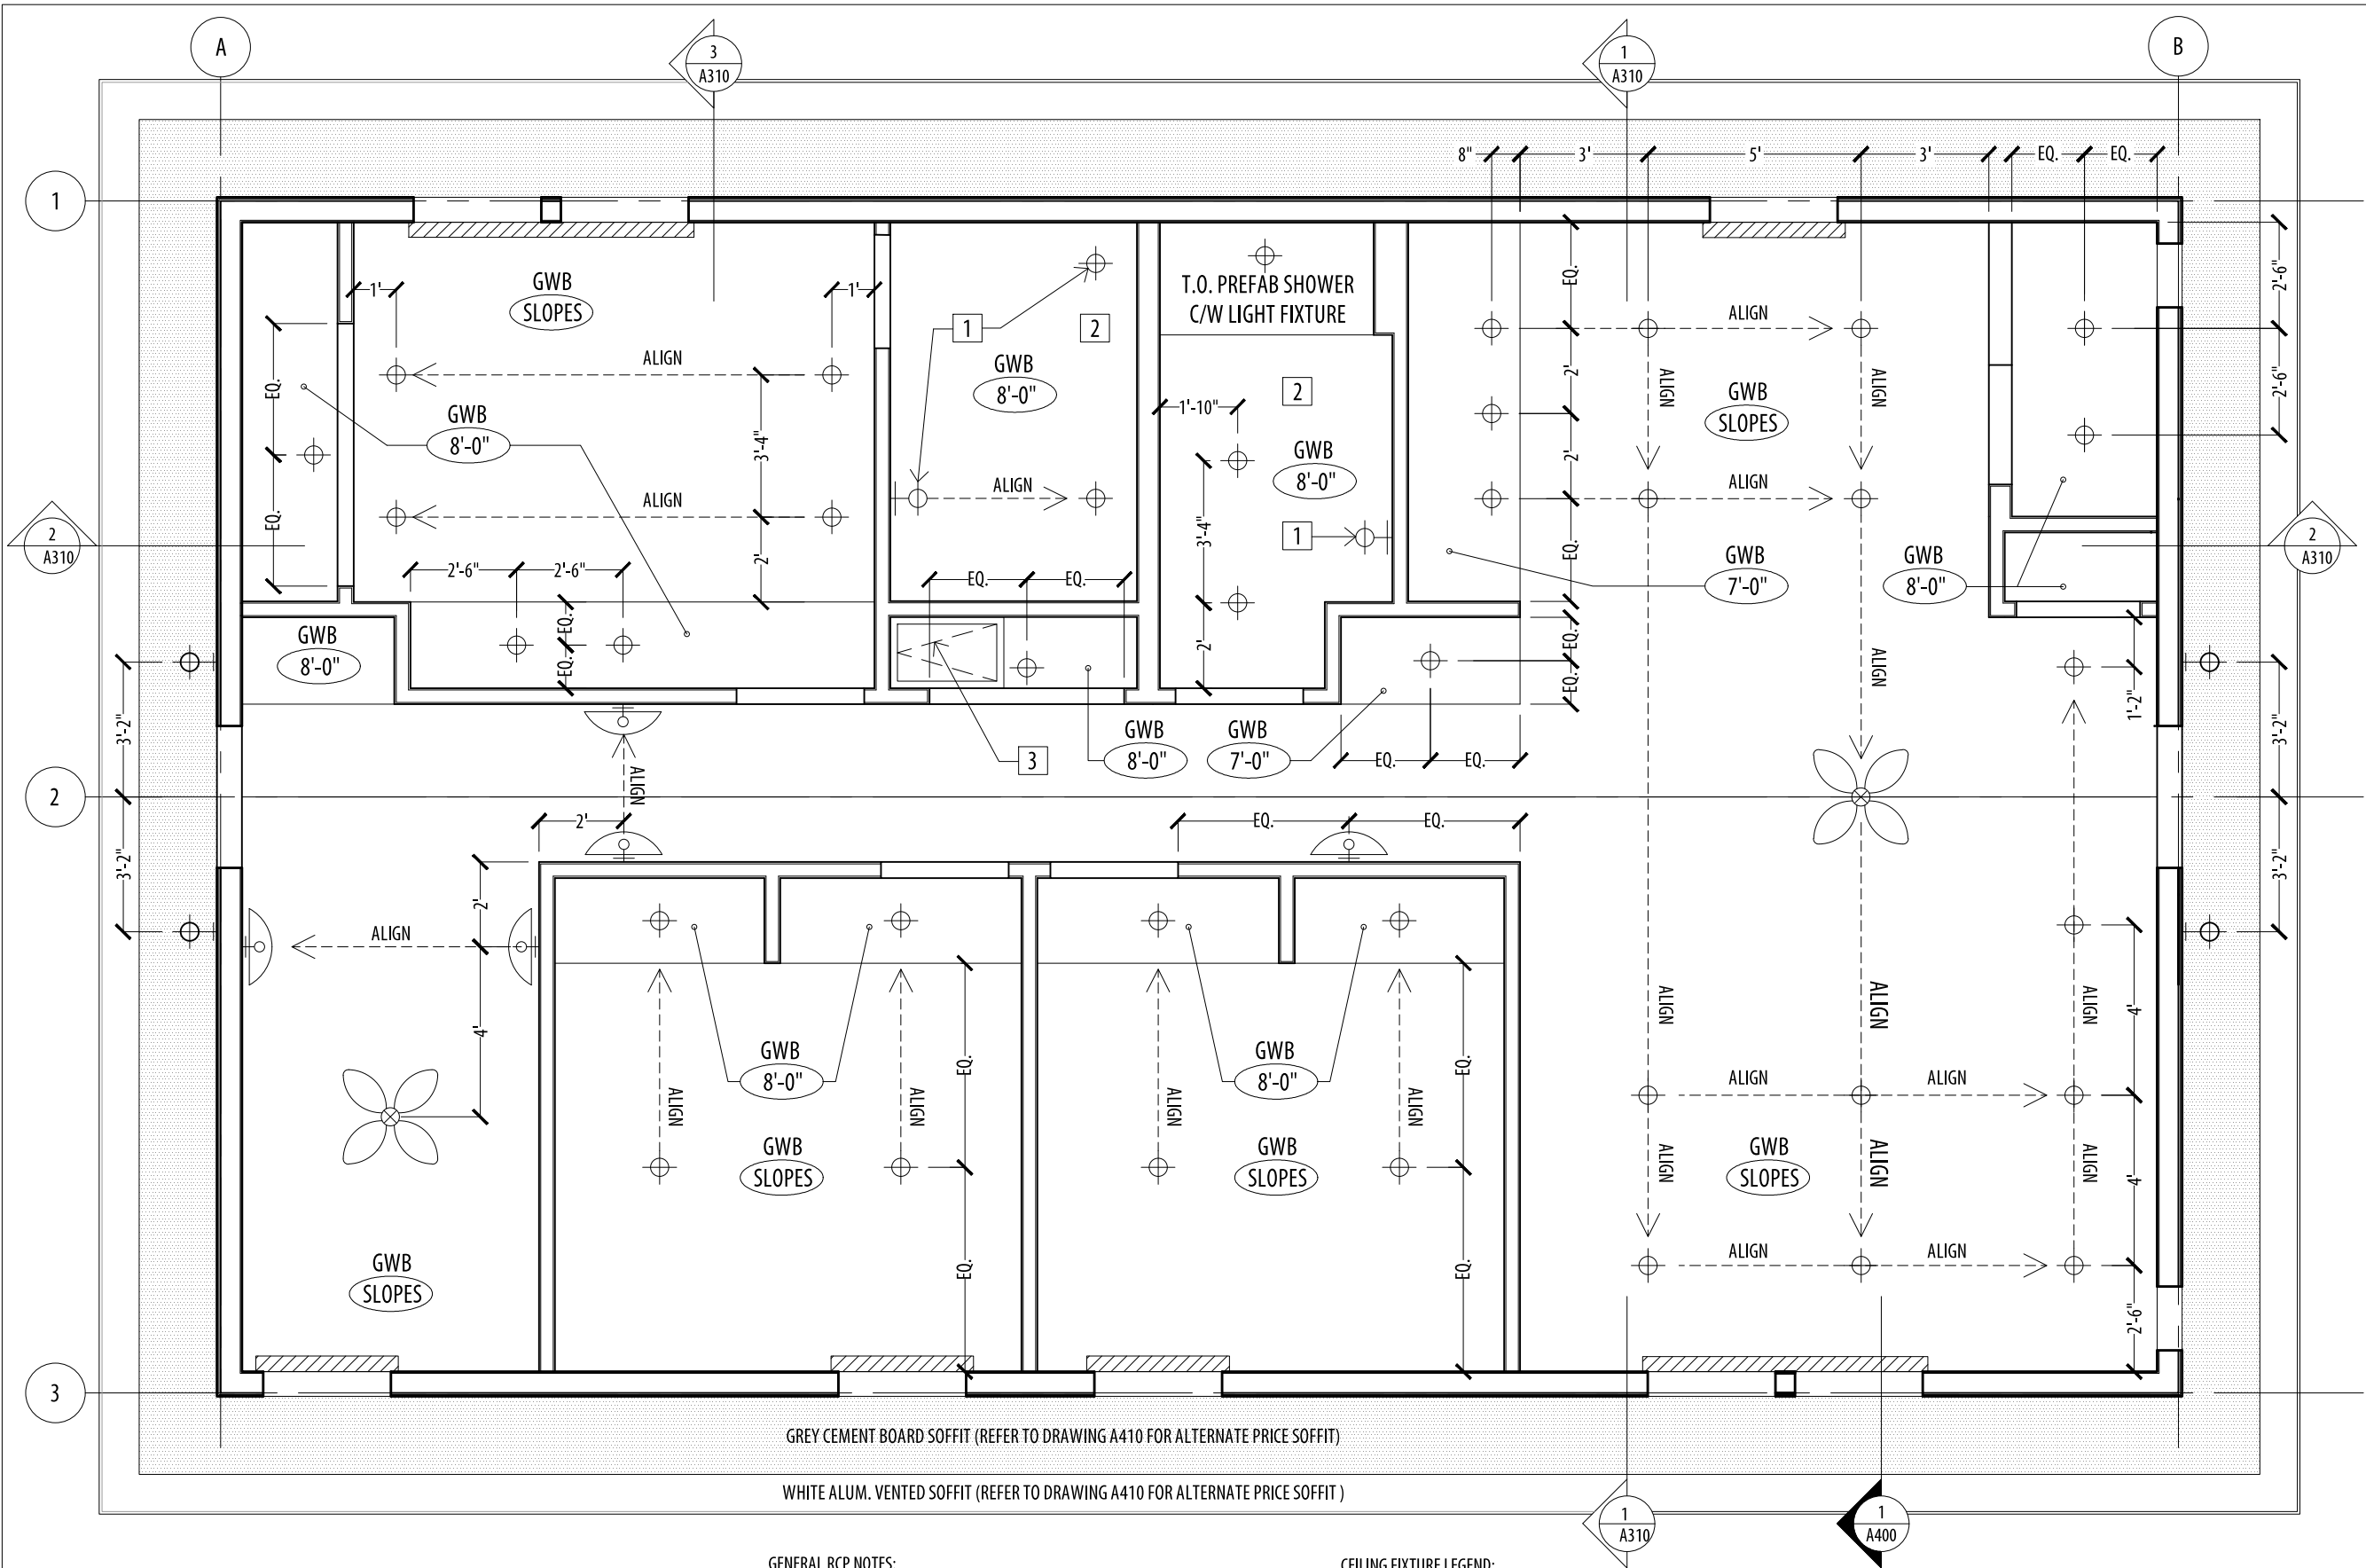 A
3
A310
1
A310
B
8"
3'
5'
3'
EQ.
EQ.
1
2'-6"
2'-6"
1'
GWB
SLOPES
1'
T.O. PREFAB SHOWER
C/W LIGHT FIXTURE
EQ.
1
2
ALIGN
ALIGN
GWB
8'-0"
2
2'
ALIGN
ALIGN
GWB
SLOPES
EQ.
GWB
8'-0"
1'-10"
3'-4"
GWB
8'-0"
2'
ALIGN
ALIGN
ALIGN
EQ.
2
A310
3'-4"
1
EQ.
2
A310
2'-6"
2'-6"
2'
EQ.
EQ.
GWB
7'-0"
GWB
8'-0"
GWB
8'-0"
EQ.
EQ.
2'
EQ.
EQ.
ALIGN
1'-2"
3'-2"
3'-2"
ALIGN
3
GWB
8'-0"
GWB
7'-0"
EQ.
EQ.
2
2'
EQ.
EQ.
3'-2"
3'-2"
2'
ALIGN
4'
ALIGN
ALIGN
ALIGN
4'
GWB
8'-0"
EQ.
GWB
8'-0"
EQ.
ALIGN
ALIGN
ALIGN
ALIGN
ALIGN
ALIGN
GWB
SLOPES
GWB
SLOPES
ALIGN
ALIGN
GWB
SLOPES
4'
GWB
SLOPES
EQ.
EQ.
ALIGN
ALIGN
2'-6"
3
GREY CEMENT BOARD SOFFIT (REFER TO DRAWING A410 FOR ALTERNATE PRICE SOFFIT)
WHITE ALUM. VENTED SOFFIT (REFER TO DRAWING A410 FOR ALTERNATE PRICE SOFFIT )
1
A310
1
A400
GENERAL RCP NOTES:
CEILING FIXTURE LEGEND: